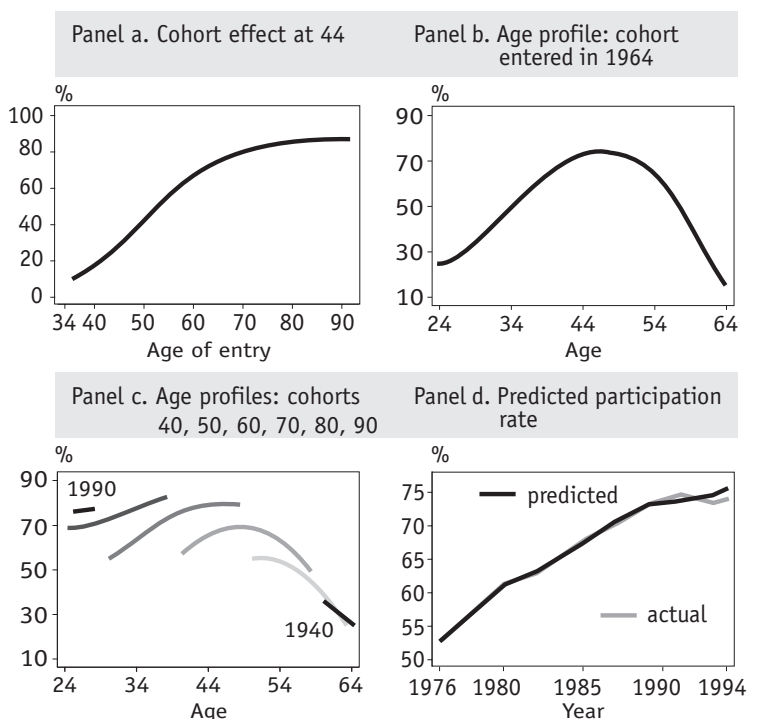 Panel a. Cohort effect at 44
Panel b. Age profile: cohort
entered in 1964
%
100
80
60
40
20
0
34 40 50 60 70 80 90
Age of entry
%
90
70
50
30
10
24 34 44 54 64
Age
Panel c. Age profiles: cohorts
40, 50, 60, 70, 80, 90
Panel d. Predicted participation
rate
%
90
70
50
30
10
1990
1940
24 34 44 54 64
Age
%
75
70
65
60
55
50
predicted
actual
1976 1980 1985 1990 1994
Year